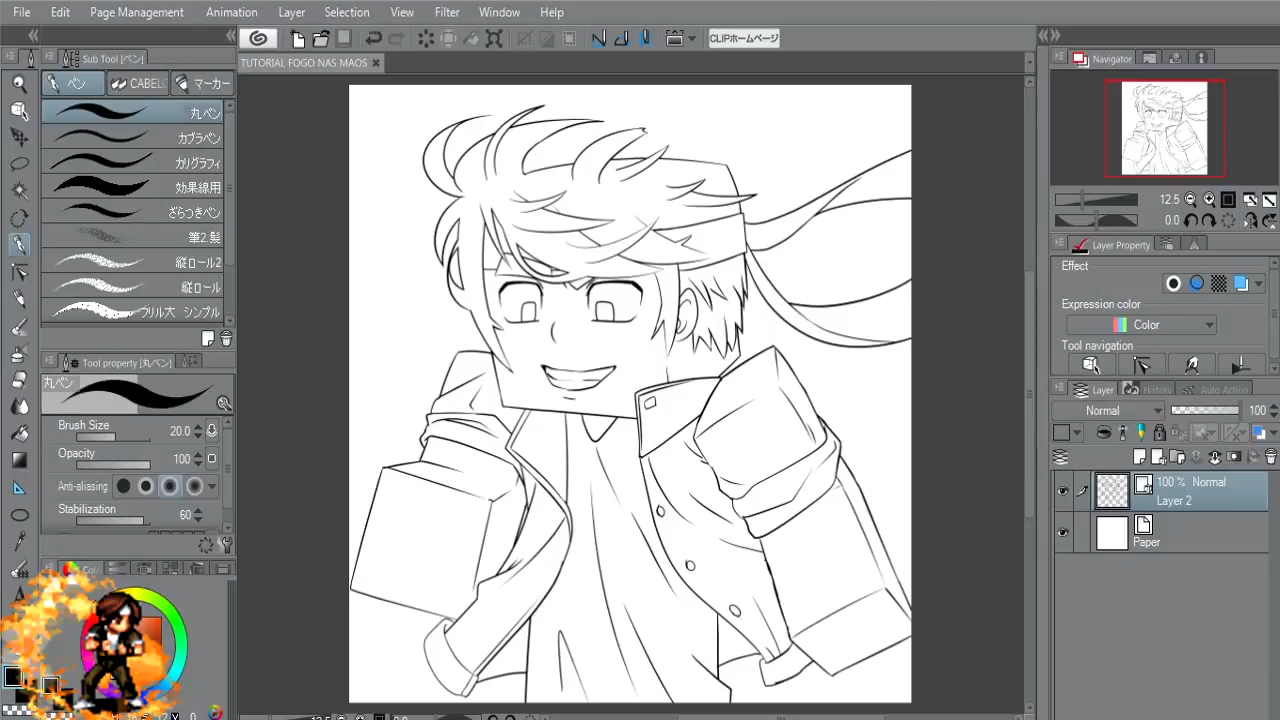 File Edit Page Management Animation Layer Selection View Filter Window Help
CLIPホームページ
Sub Tool [ペン]
TUTORIAL FOGO NAS MAOS
Navigator
ペン CABEL マーカー
丸ペン
カブラペン
カリグラフィ
効果線用
ざらつきペン
筆2.髪
縦ロール2
縦ロール
フリル大 シンプル
12.5
0.0
Layer Property
Effect
Expression color
Color
Tool navigation
Tool property [丸ペン]
丸ペン
Brush Size 20.0
Opacity 100
Anti-aliasing
Stabilization 60
Layer History Auto Action
Normal 100
100 % Normal
Layer 2
Paper